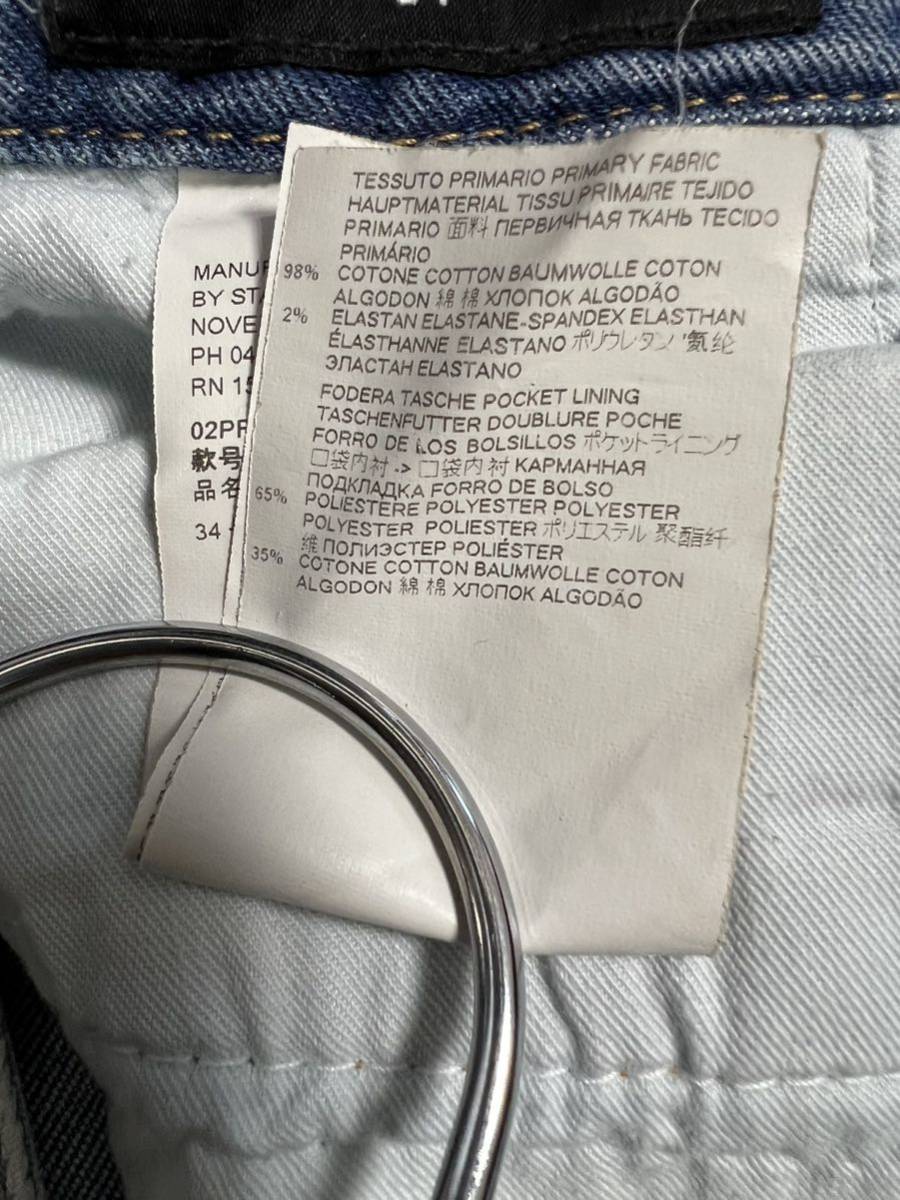 TESSUTO PRIMARIO PRIMARY FABRIC
HAUPTMATERIAL TISSU PRIMAIRE TEJIDO
PRIMARIO 面料 ПЕРВИЧНАЯ ТКАНЬ TECIDO
PRIMÁRIO
98% COTONE COTTON BAUMWOLLE COTON
ALGODON 綿 棉 ХЛОПОК ALGODÃO
2% ELASTAN ELASTANE-SPANDEX ELASTHAN
ÉLASTHANNE ELASTANO ポリウレタン 氨纶
ЭЛАСТАН ELASTANO
FODERA TASCHE POCKET LINING
TASCHENFUTTER DOUBLURE POCHE
FORRO DE LOS BOLSILLOS ポケットライニング
口袋内衬 -> 口袋内衬 КАРМАННАЯ
ПОДКЛАДКА FORRO DE BOLSO
65% POLIESTERE POLYESTER POLYESTER
POLYESTER POLIESTER ポリエステル 聚酯纤
维 ПОЛИЭСТЕР POLIÉSTER
35% COTONE COTTON BAUMWOLLE COTON
ALGODON 綿 棉 ХЛОПОК ALGODÃO
MANUF
BY STA
NOVE
PH 04
RN 15
02PR
款号
品名
34